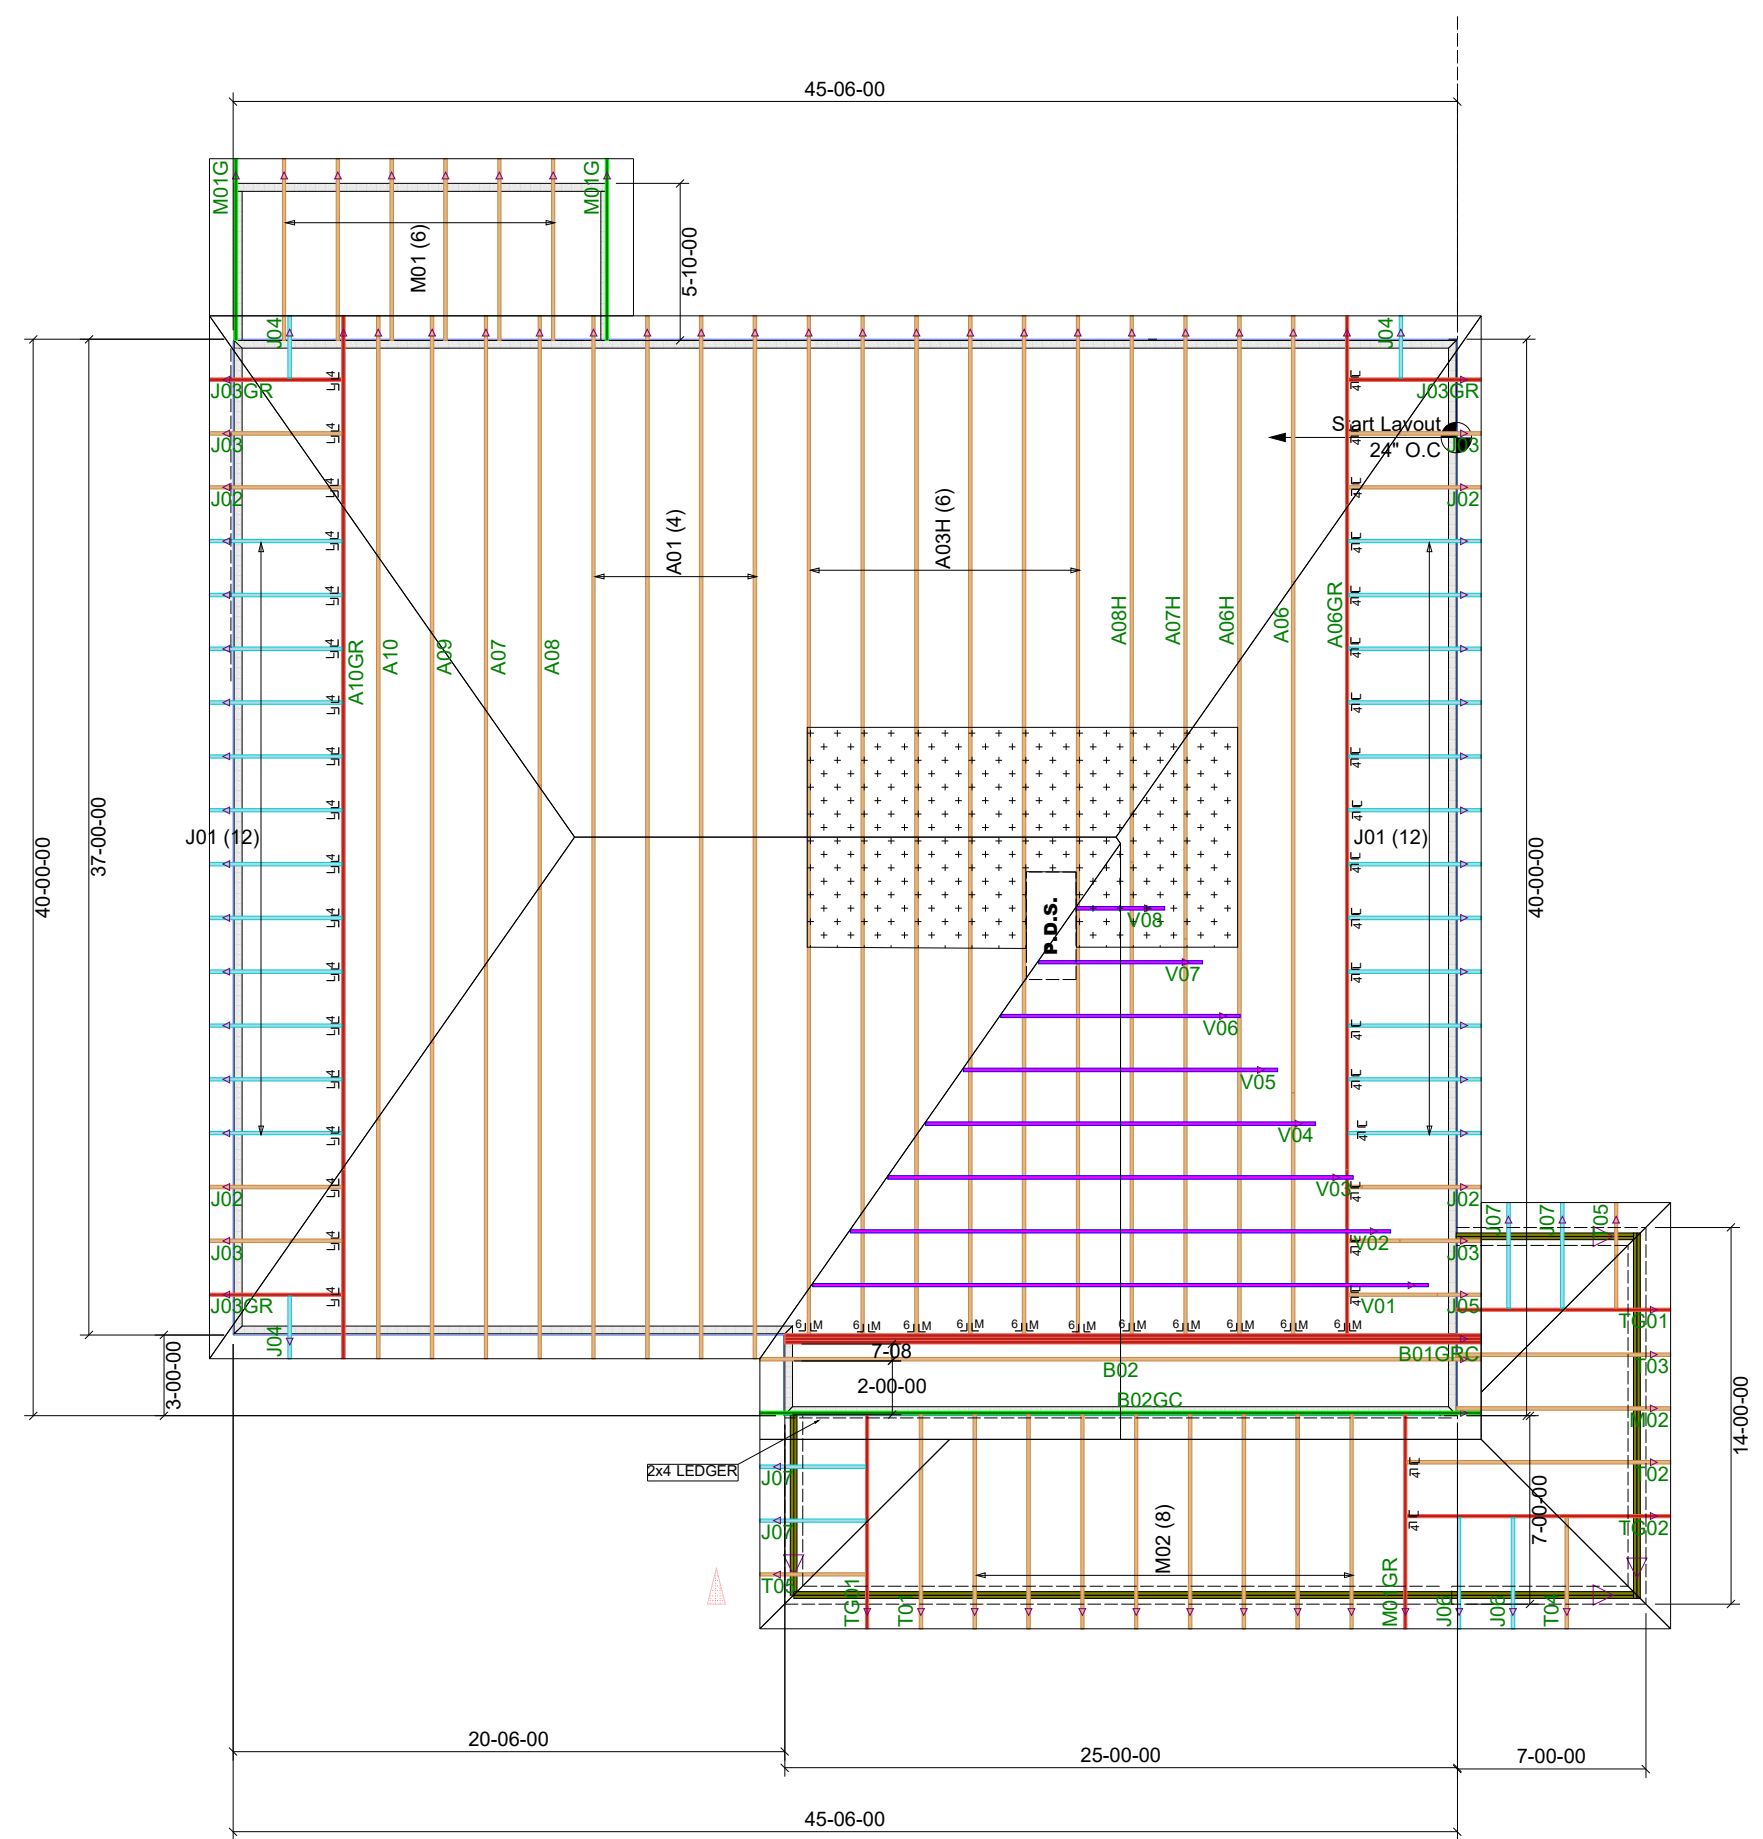 45-06-00
M01G
M01G
M01 (6)
5-10-00
J04
J04
J03GR
J03GR
J03
Start Layout
24" O.C
J03
J02
J02
A01 (4)
A03H (6)
A10GR
A10
A09
A07
A08
A08H
A07H
A06H
A06
A06GR
40-00-00
37-00-00
J01 (12)
J01 (12)
40-00-00
P.D.S.
V08
V07
V06
V05
V04
V03
V02
V01
J02
J02
J03
J03
J03GR
J05
J04
J07
J07
V05
TG01
T03
M02
T02
TG02
3-00-00
7-08
2-00-00
B01GRC
B02
B02GC
2x4 LEDGER
J07
J07
T05
TG01
T01
M02 (8)
M01GR
J06
J06
T04
7-00-00
14-00-00
20-06-00
25-00-00
7-00-00
45-06-00